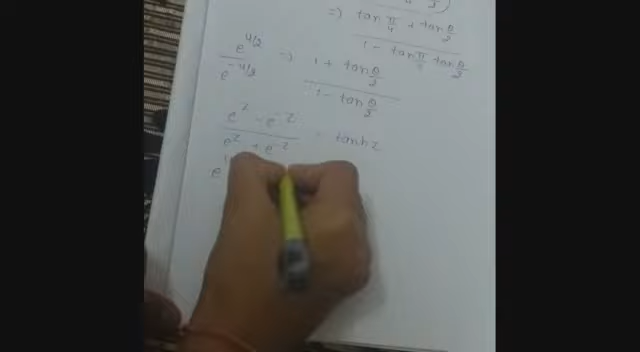 =) tan π/4 + tan θ/2 / 1 - tan π/4 tan θ/2
e^u/2 / e^-u/2 =) 1 + tan θ/2 / 1 - tan θ/2
e^z - e^-z / e^z + e^-z = tanh z
e